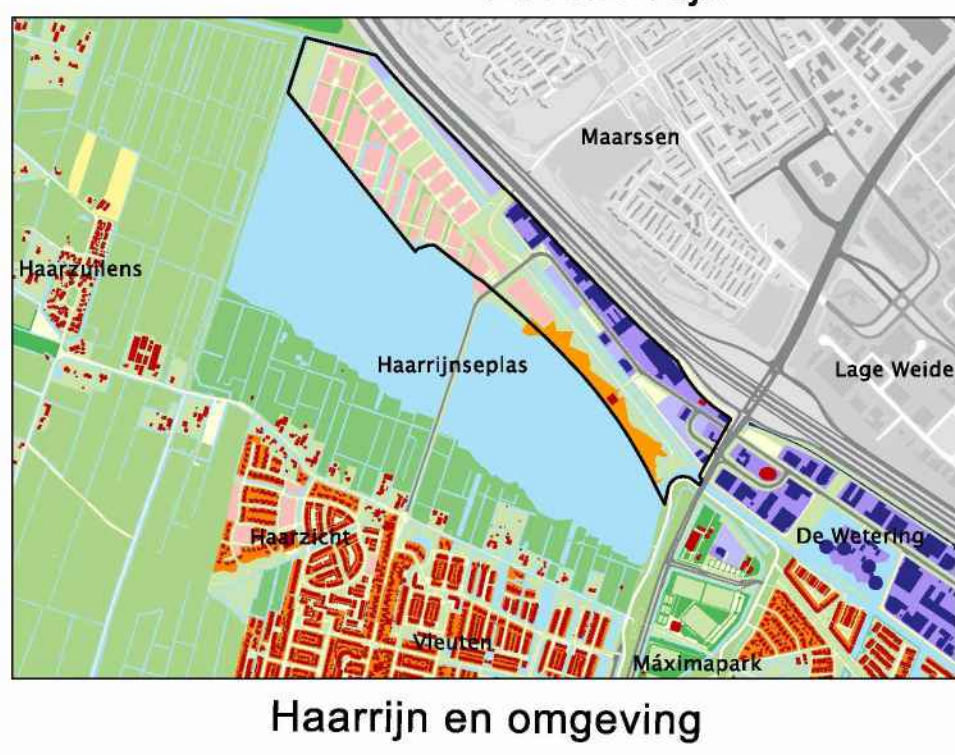 Maarssen
Haarzuilens
Haarrijnseplas
Lage Weide
Haarzicht
De Wetering
Vleuten
Máximapark
Haarrijn en omgeving